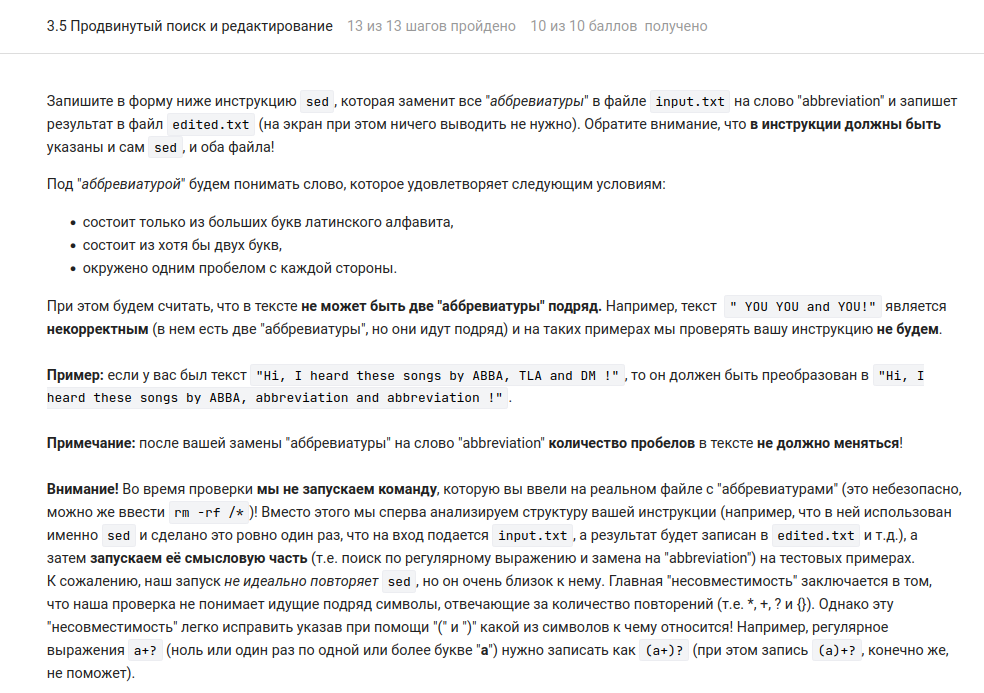 3.5 Продвинутый поиск и редактирование 13 из 13 шагов пройдено 10 из 10 баллов получено
Запишите в форму ниже инструкцию sed, которая заменит все "аббревиатуры" в файле input.txt на слово "abbreviation" и запишет
результат в файл edited.txt (на экран при этом ничего выводить не нужно). Обратите внимание, что в инструкции должны быть
указаны и сам sed, и оба файла!
Под "аббревиатурой" будем понимать слово, которое удовлетворяет следующим условиям:
• состоит только из больших букв латинского алфавита,
• состоит из хотя бы двух букв,
• окружено одним пробелом с каждой стороны.
При этом будем считать, что в тексте не может быть две "аббревиатуры" подряд. Например, текст " YOU YOU and YOU!" является
некорректным (в нем есть две "аббревиатуры", но они идут подряд) и на таких примерах мы проверять вашу инструкцию не будем.
Пример: если у вас был текст "Hi, I heard these songs by ABBA, TLA and DM !", то он должен быть преобразован в "Hi, I
heard these songs by ABBA, abbreviation and abbreviation !".
Примечание: после вашей замены "аббревиатуры" на слово "abbreviation" количество пробелов в тексте не должно меняться!
Внимание! Во время проверки мы не запускаем команду, которую вы ввели на реальном файле с "аббревиатурами" (это небезопасно,
можно же ввести rm -rf /*)! Вместо этого мы сперва анализируем структуру вашей инструкции (например, что в ней использован
именно sed и сделано это ровно один раз, что на вход подается input.txt, а результат будет записан в edited.txt и т.д.), а
затем запускаем её смысловую часть (т.е. поиск по регулярному выражению и замена на "abbreviation") на тестовых примерах.
К сожалению, наш запуск не идеально повторяет sed, но он очень близок к нему. Главная "несовместимость" заключается в том,
что наша проверка не понимает идущие подряд символы, отвечающие за количество повторений (т.е. *, +, ? и {}). Однако эту
"несовместимость" легко исправить указав при помощи "(" и ")" какой из символов к чему относится! Например, регулярное
выражения a+? (ноль или один раз по одной или более букве "a") нужно записать как (a+)? (при этом запись (a)+?, конечно же,
не поможет).